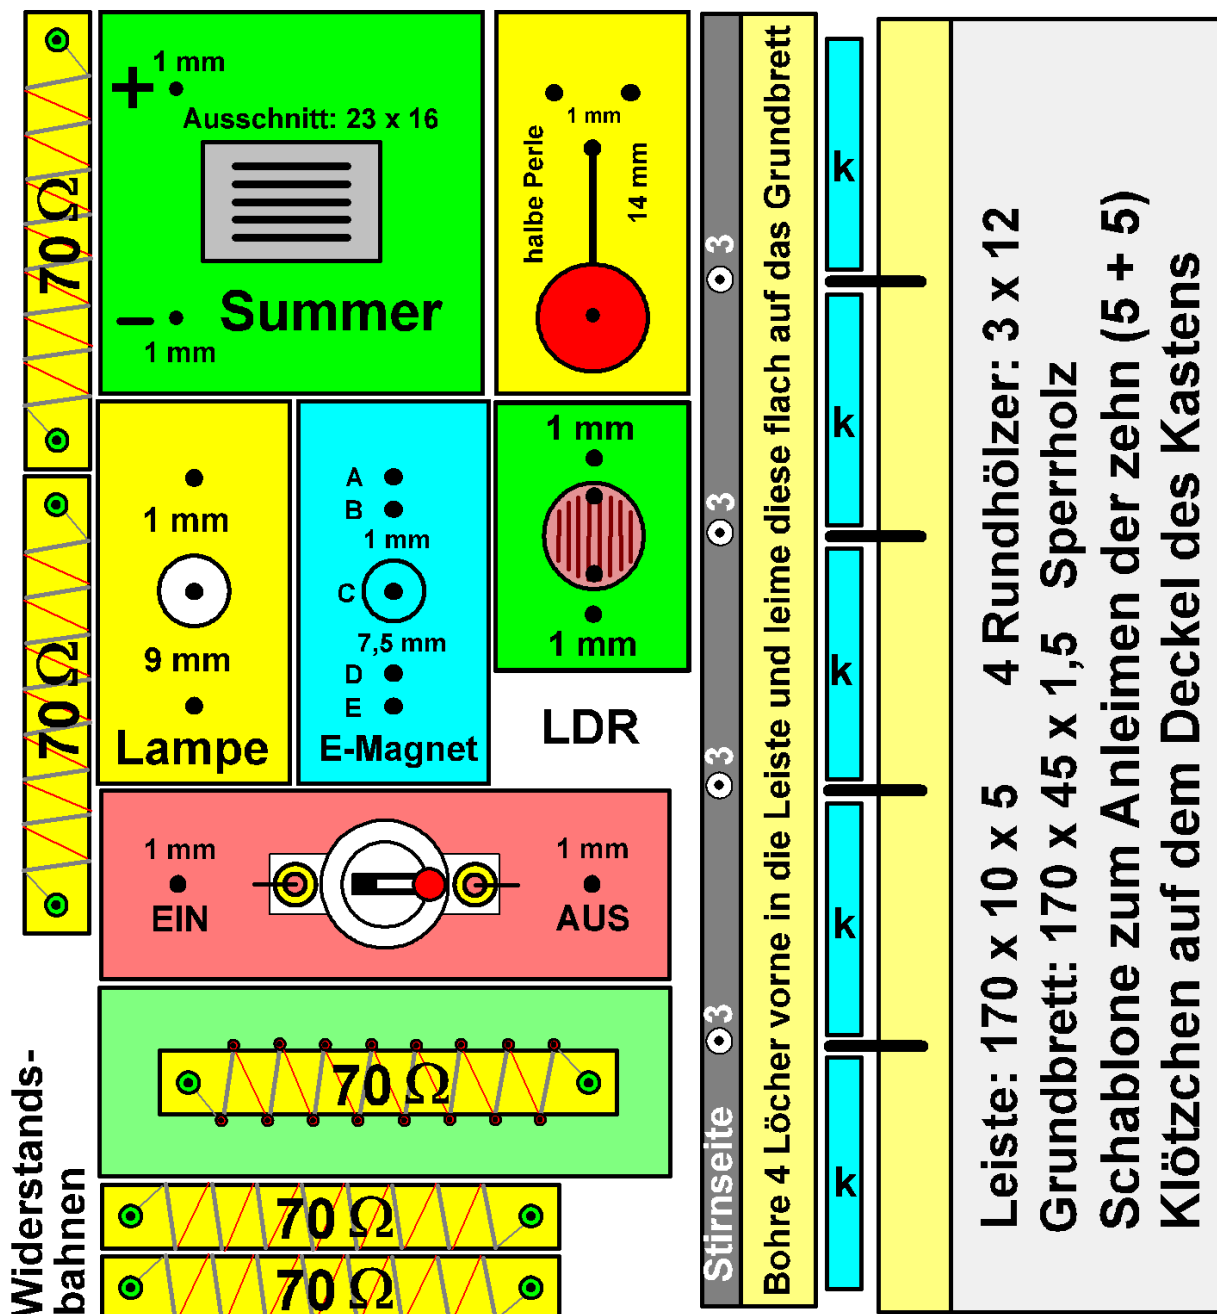 70 Ω
70 Ω
+
1 mm
Ausschnitt: 23 x 16
–
Summer
1 mm
1 mm
halbe Perle
14 mm
1 mm
9 mm
Lampe
A
B
1 mm
C
7,5 mm
D
E
E-Magnet
1 mm
1 mm
LDR
1 mm
EIN
1 mm
AUS
70 Ω
Widerstands-
bahnen
70 Ω
70 Ω
Stirnseite
3
3
3
3
Bohre 4 Löcher vorne in die Leiste und leime diese flach auf das Grundbrett
k
k
k
k
k
Leiste: 170 x 10 x 5 4 Rundhölzer: 3 x 12
Grundbrett: 170 x 45 x 1,5 Sperrholz
Schablone zum Anleimen der zehn (5 + 5)
Klötzchen auf dem Deckel des Kastens